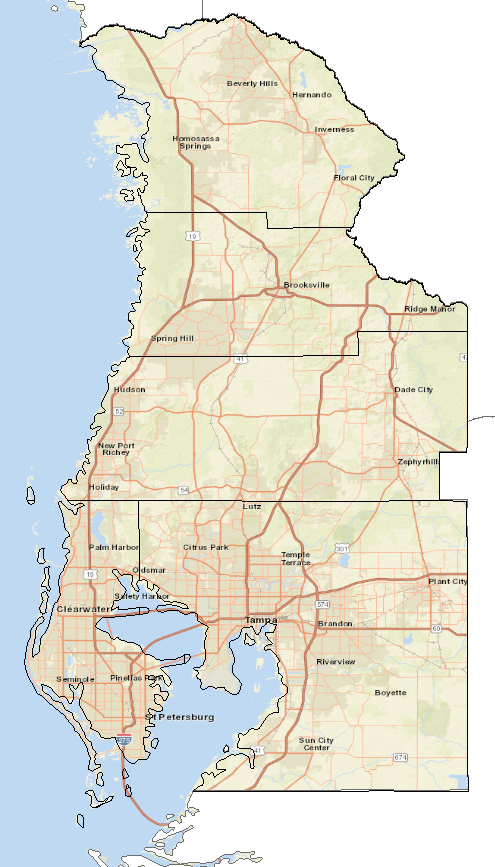 Beverly Hills
Hernando
Inverness
Homosassa
Springs
Floral City
19
Brooksville
Ridge Manor
Spring Hill
41
4
Hudson
Dade City
52
New Port
Richey
Zephyrhills
Holiday
54
Lutz
Palm Harbor
Citrus Park
301
Temple
Terrace
Oldsmar
19
Plant City
Safety Harbor
574
Clearwater
Tampa
Brandon
60
Riverview
Seminole
Pinellas Park
Boyette
St Petersburg
275
Sun City
Center
41
674